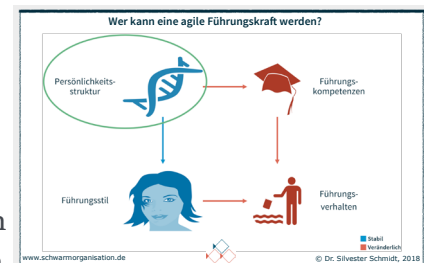 Wer kann eine agile Führungskraft werden?
Persönlichkeits-
struktur
Führungs-
kompetenzen
Führungsstil
Führungs-
verhalten
Stabil
Veränderlich
www.schwarmorganisation.de
© Dr. Silvester Schmidt, 2018